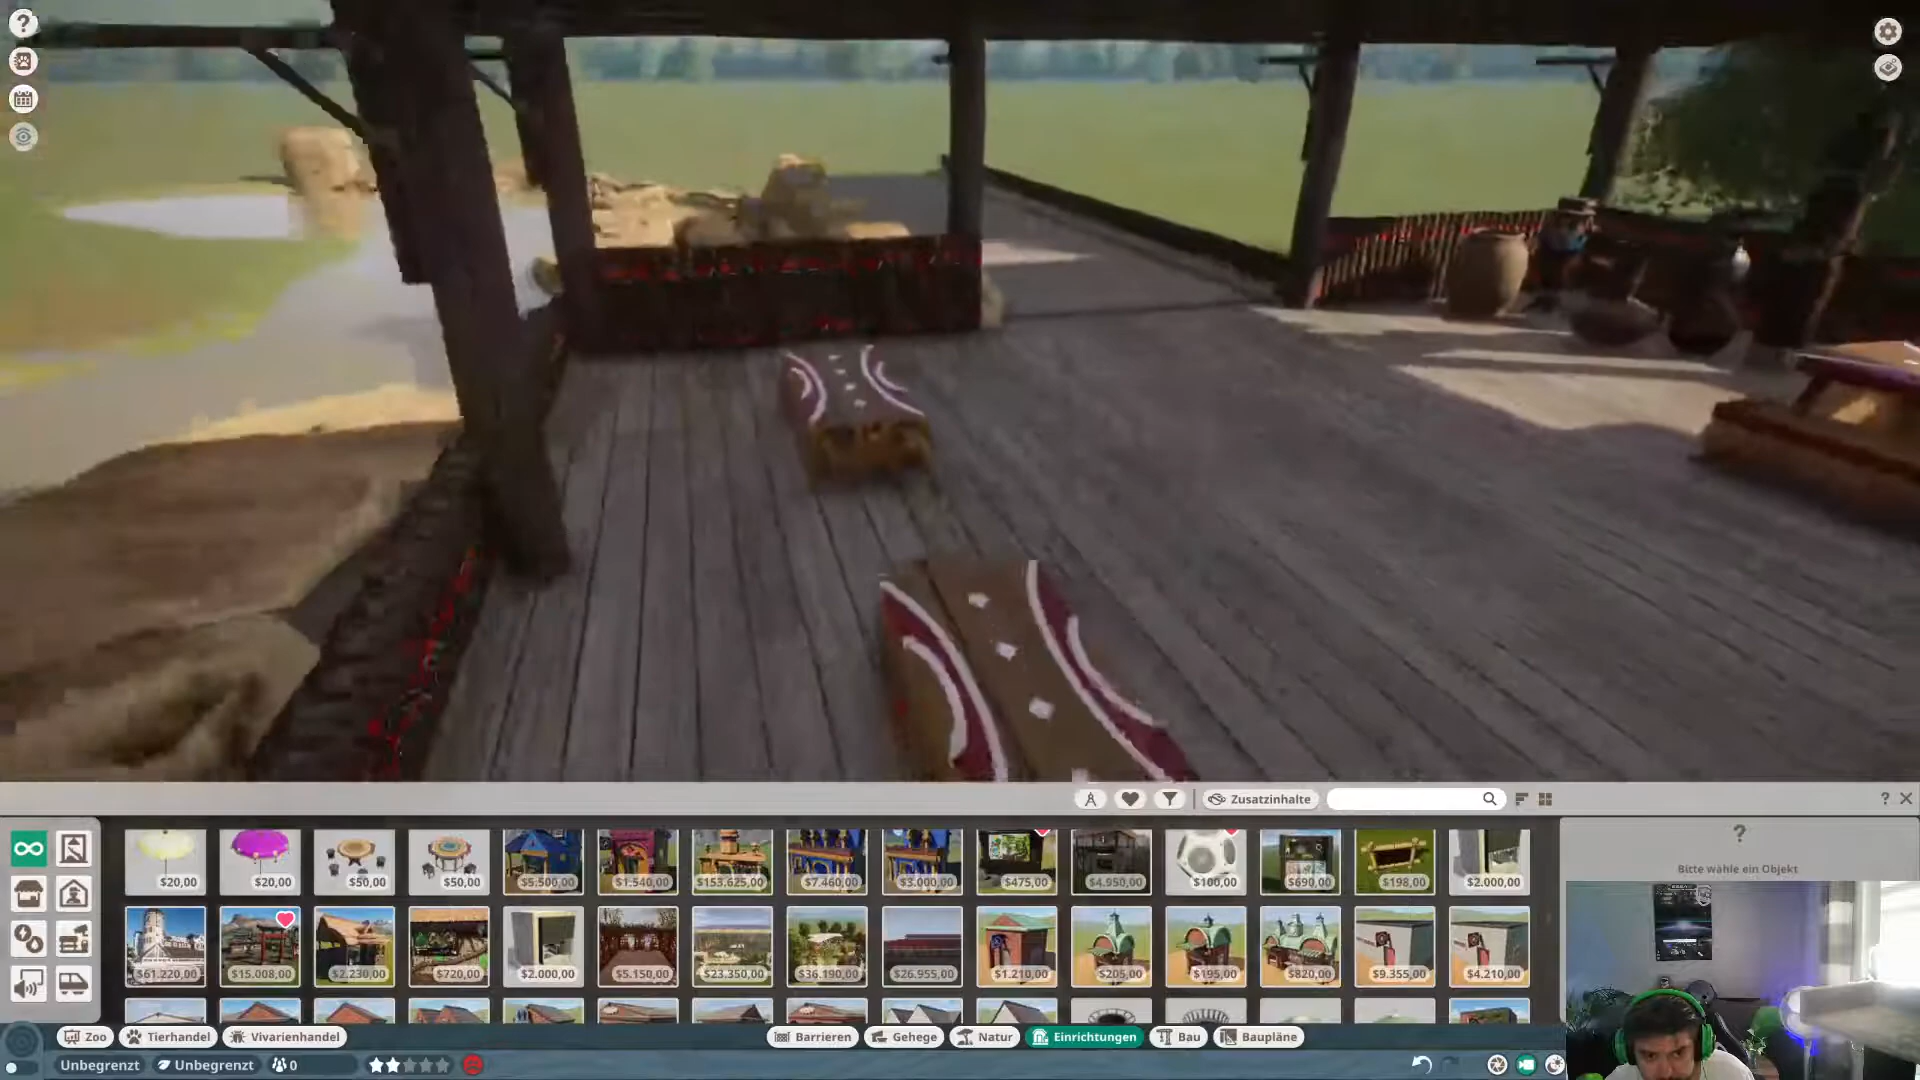 Zusatzinhalte
?
$20,00 $20,00 $50,00 $50,00 $5.500,00 $1.540,00 $153.625,00 $7.460,00 $3.000,00 $475,00 $4.950,00 $100,00 $690,00 $198,00 $2.000,00
?
Bitte wähle ein Objekt
$61.220,00 $15.008,00 $2.230,00 $720,00 $2.000,00 $5.150,00 $23.350,00 $36.190,00 $26.955,00 $1.210,00 $205,00 $195,00 $820,00 $9.355,00 $4.210,00
Zoo Tierhandel Vivarienhandel Barrieren Gehege Natur Einrichtungen Bau Baupläne
Unbegrenzt Unbegrenzt 0